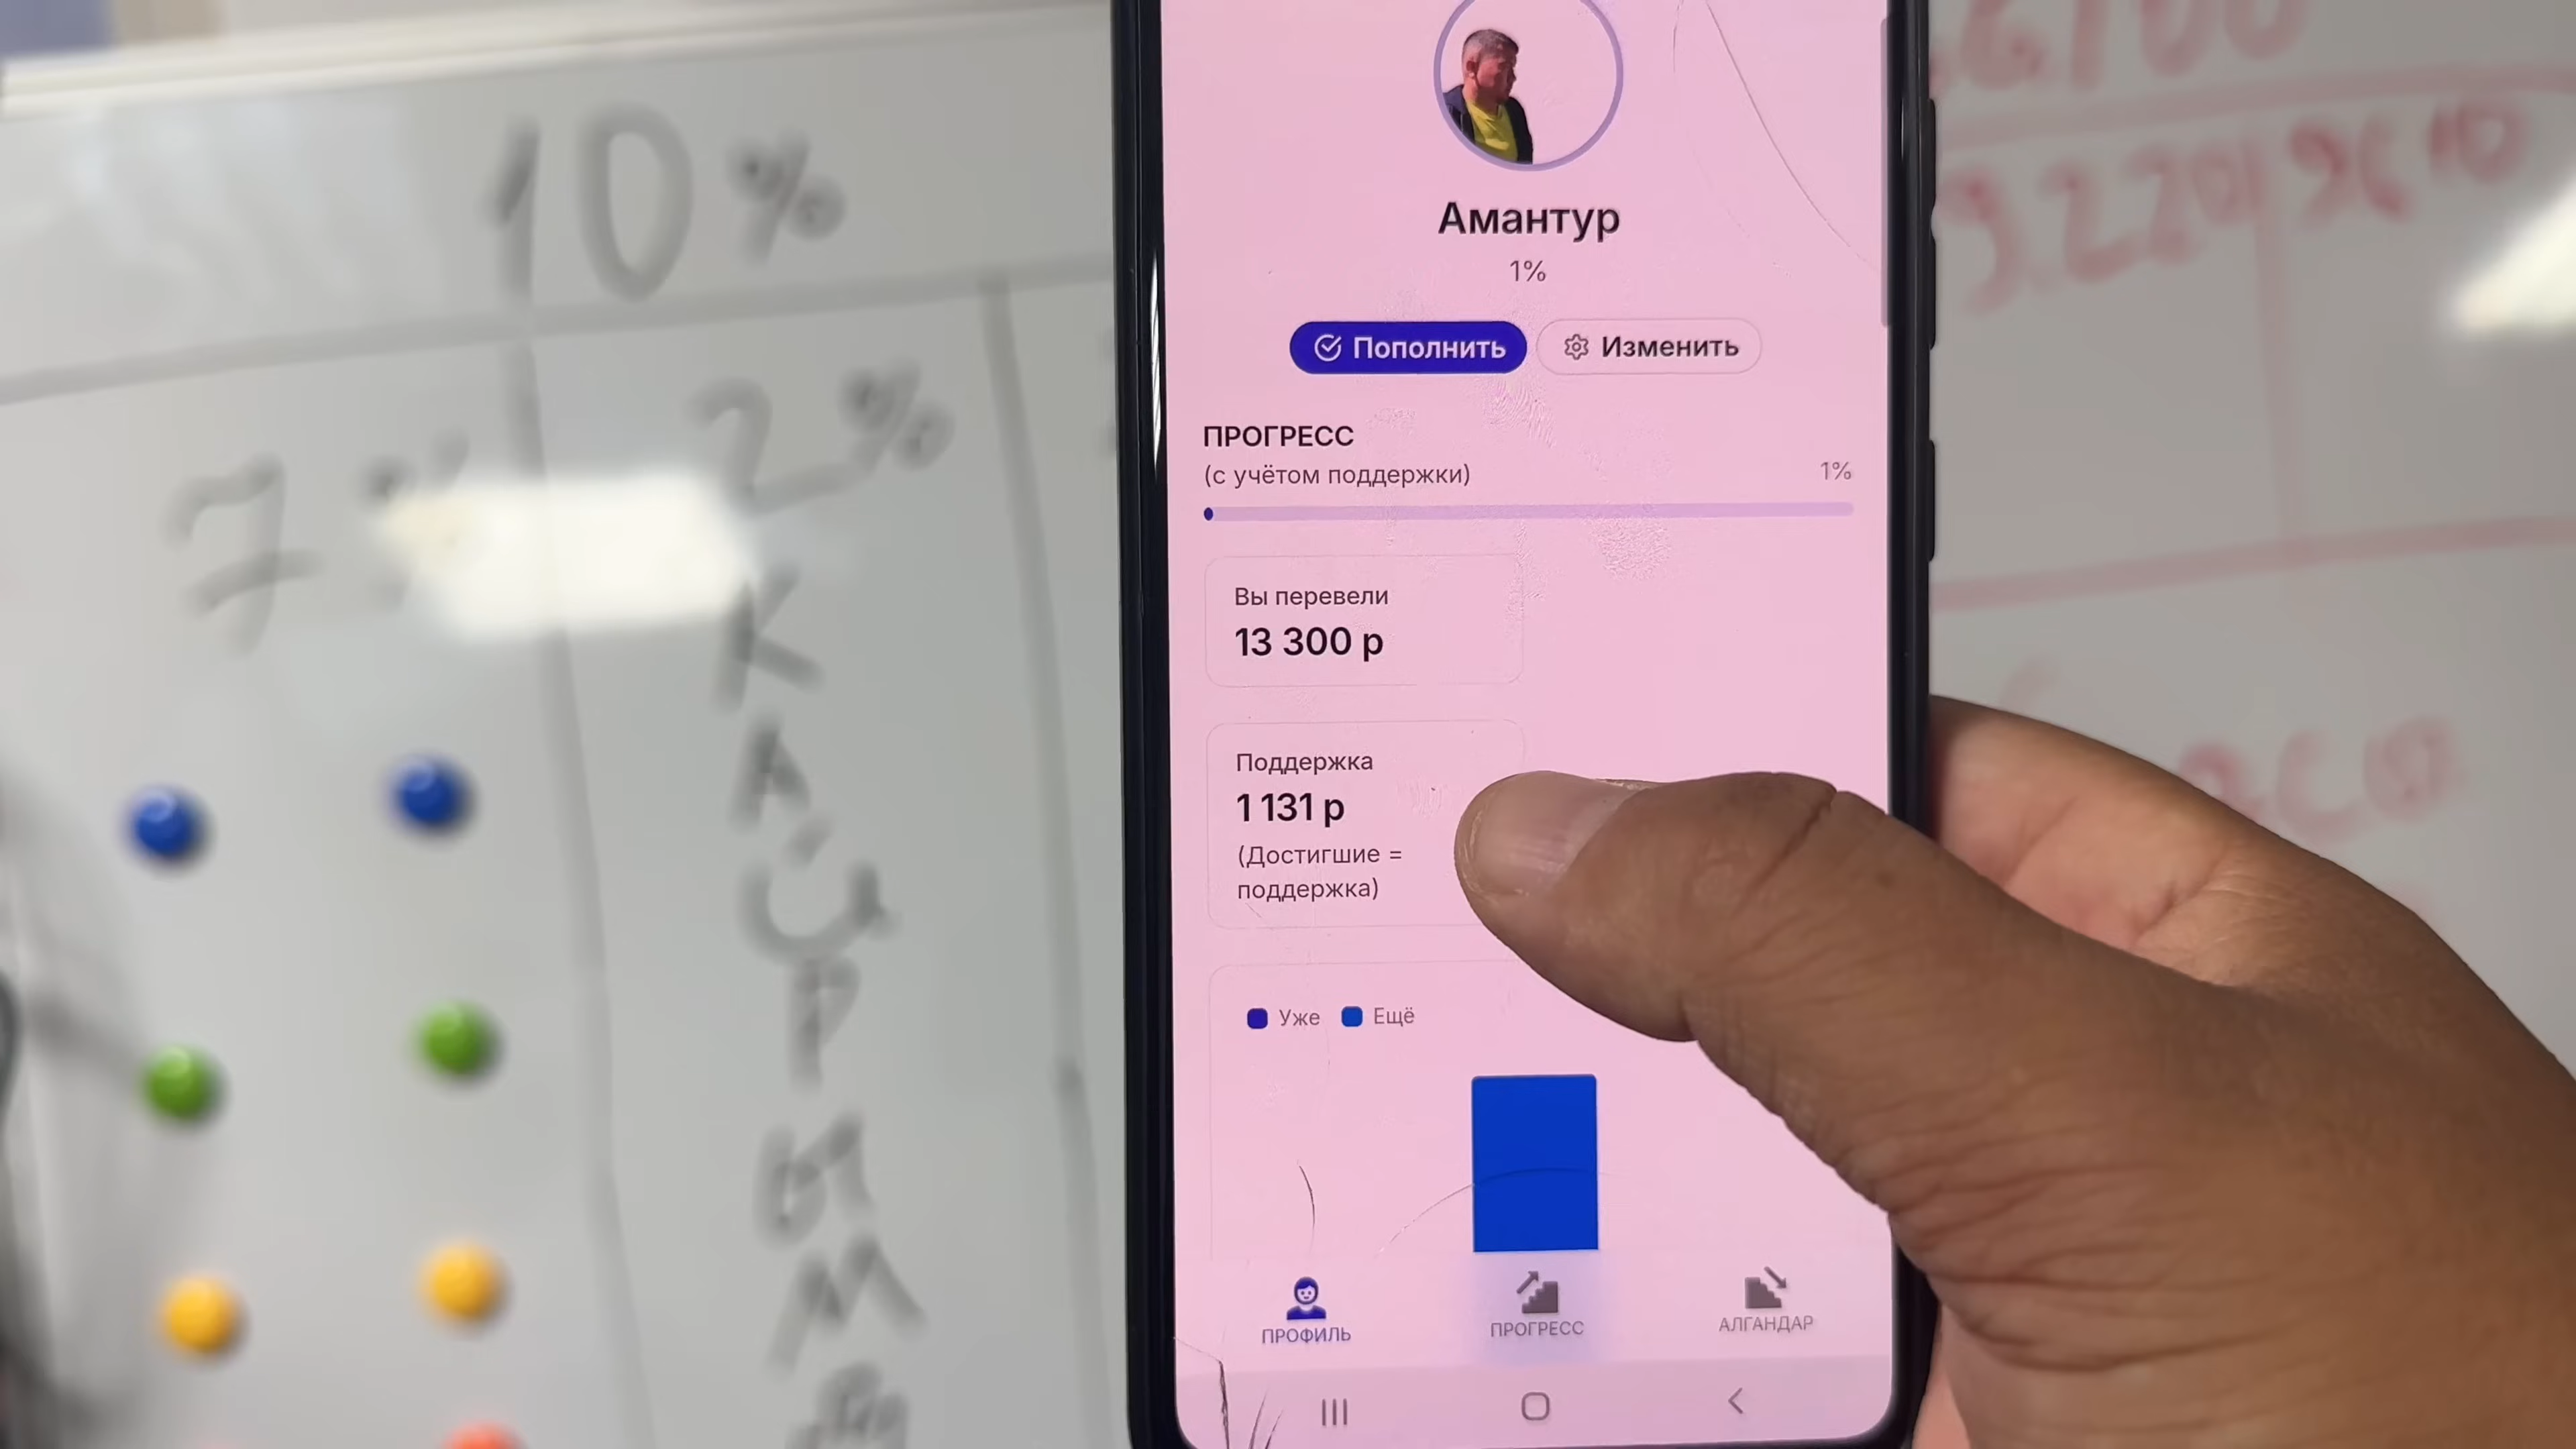 10 %
7 %
2 %
К
А
Й
Р
Ы
М
Амантур
1%
Пополнить
Изменить
ПРОГРЕСС
(с учётом поддержки)
1%
Вы перевели
13 300 р
Поддержка
1 131 р
(Достигшие =
поддержка)
Уже
Ещё
ПРОФИЛЬ
ПРОГРЕСС
АЛГАНДАР